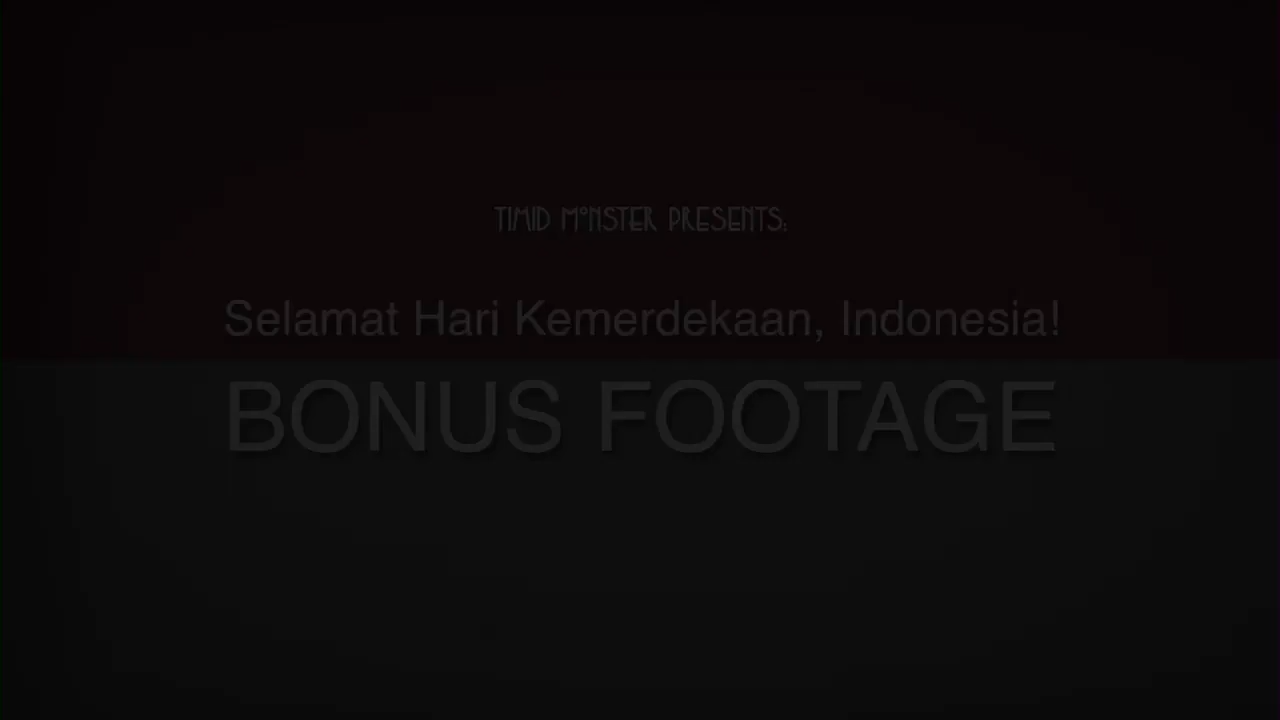 TIMID MONSTER PRESENTS:
Selamat Hari Kemerdekaan, Indonesia!
BONUS FOOTAGE